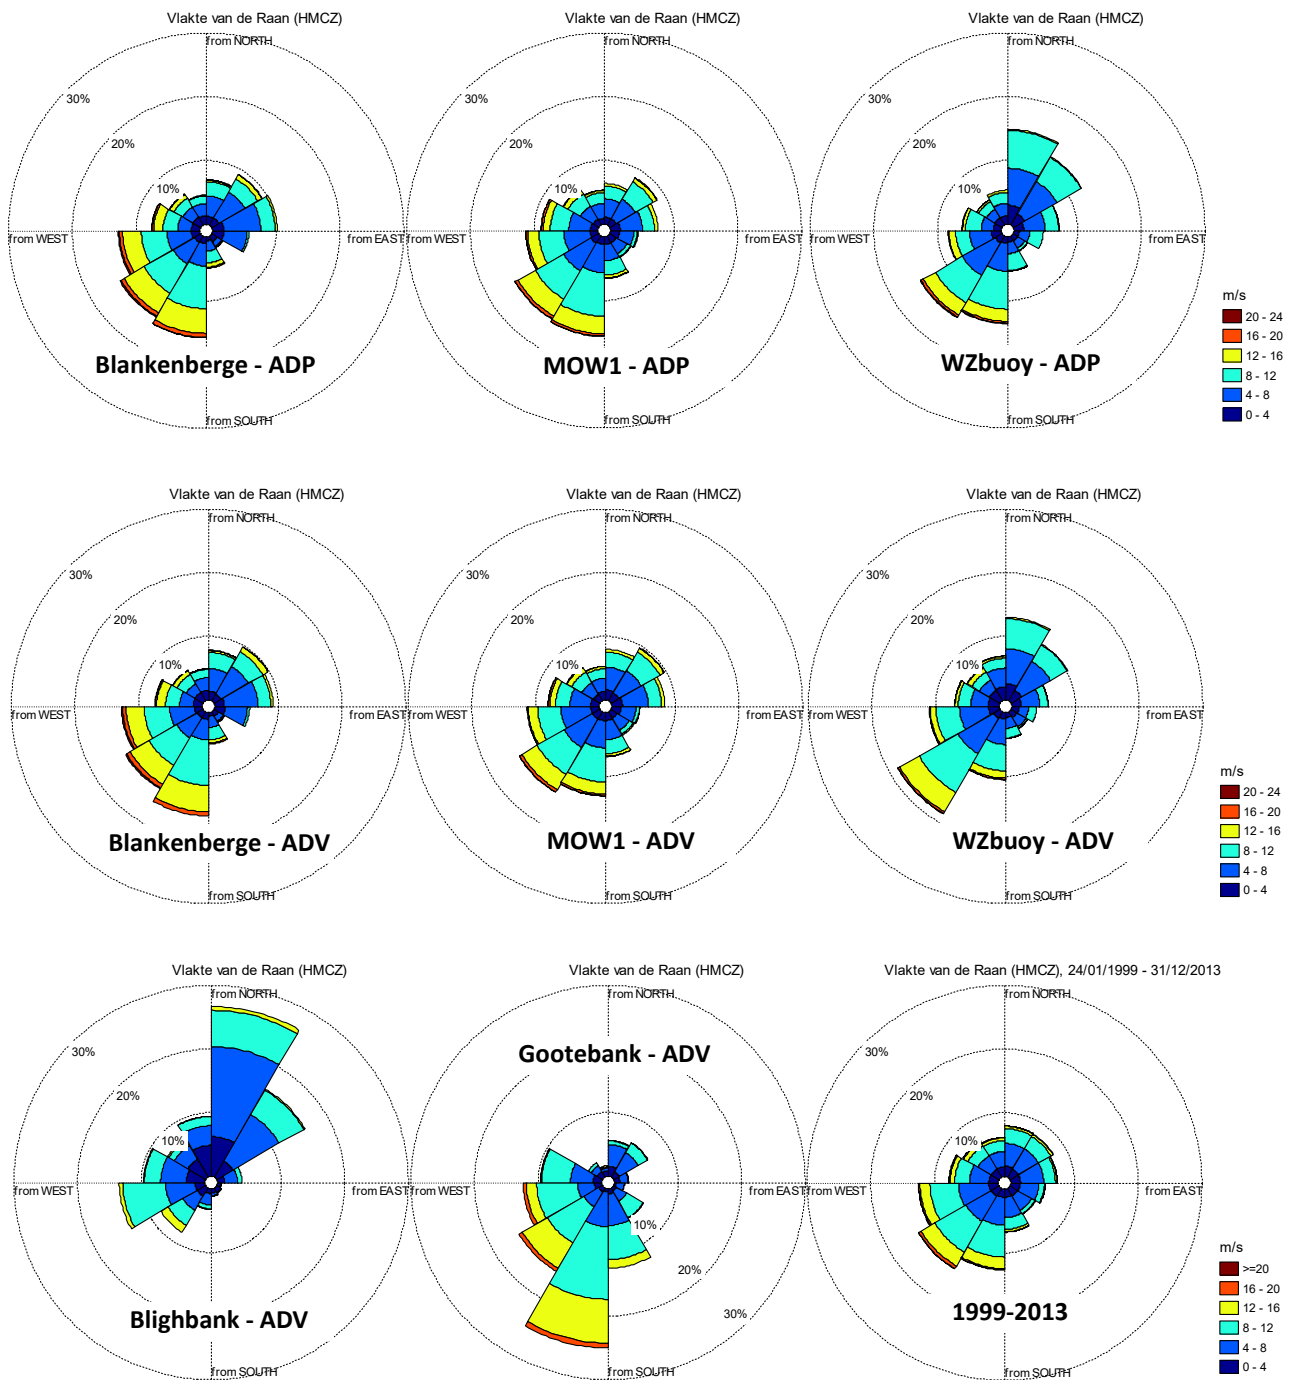 Vlakte van de Raan (HMCZ)
from NORTH
30%
20%
10%
from WEST
from EAST
from SOUTH
Blankenberge - ADP
Vlakte van de Raan (HMCZ)
from NORTH
30%
20%
10%
from WEST
from EAST
from SOUTH
MOW1 - ADP
Vlakte van de Raan (HMCZ)
from NORTH
30%
20%
10%
from WEST
from EAST
from SOUTH
WZbuoy - ADP
m/s
20 - 24
16 - 20
12 - 16
8 - 12
4 - 8
0 - 4
Vlakte van de Raan (HMCZ)
from NORTH
30%
20%
10%
from WEST
from EAST
from SOUTH
Blankenberge - ADV
Vlakte van de Raan (HMCZ)
from NORTH
30%
20%
10%
from WEST
from EAST
from SOUTH
MOW1 - ADV
Vlakte van de Raan (HMCZ)
from NORTH
30%
20%
10%
from WEST
from EAST
from SOUTH
WZbuoy - ADV
m/s
20 - 24
16 - 20
12 - 16
8 - 12
4 - 8
0 - 4
Vlakte van de Raan (HMCZ)
from NORTH
30%
20%
10%
from WEST
from EAST
from SOUTH
Blighbank - ADV
Vlakte van de Raan (HMCZ)
from NORTH
Gootebank - ADV
from WEST
from EAST
10%
20%
30%
from SOUTH
Vlakte van de Raan (HMCZ), 24/01/1999 - 31/12/2013
from NORTH
30%
20%
10%
from WEST
from EAST
from SOUTH
1999-2013
m/s
>=20
16 - 20
12 - 16
8 - 12
4 - 8
0 - 4